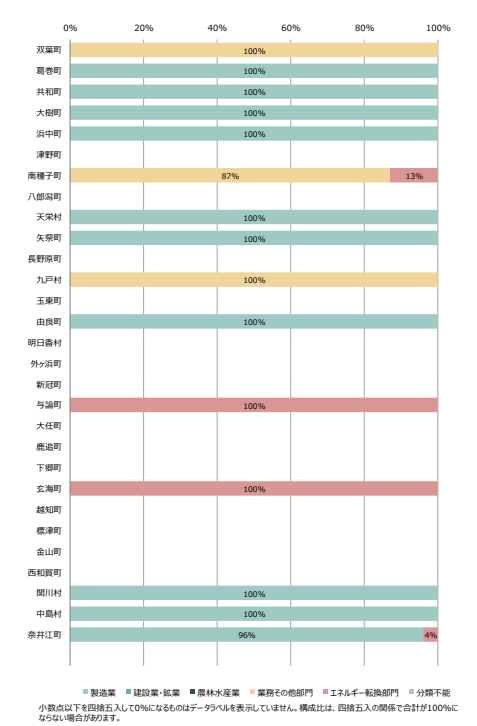 0% 20% 40% 60% 80% 100%
双葉町 100%
葛巻町 100%
共和町 100%
大樹町 100%
浜中町 100%
津野町
南種子町 87% 13%
八郎潟町
天栄村 100%
矢祭町 100%
長野原町
九戸村 100%
玉東町
由良町 100%
明日香村
外ヶ浜町
新冠町
与論町 100%
大任町
鹿追町
下郷町
玄海町 100%
越知町
標津町
金山町
西和賀町
関川村 100%
中島村 100%
奈井江町 96% 4%
製造業 建設業・鉱業 農林水産業 業務その他部門 エネルギー転換部門 分類不能
小数点以下を四捨五入して0%になるものはデータラベルを表示していません。構成比は、四捨五入の関係で合計が100%に
ならない場合があります。